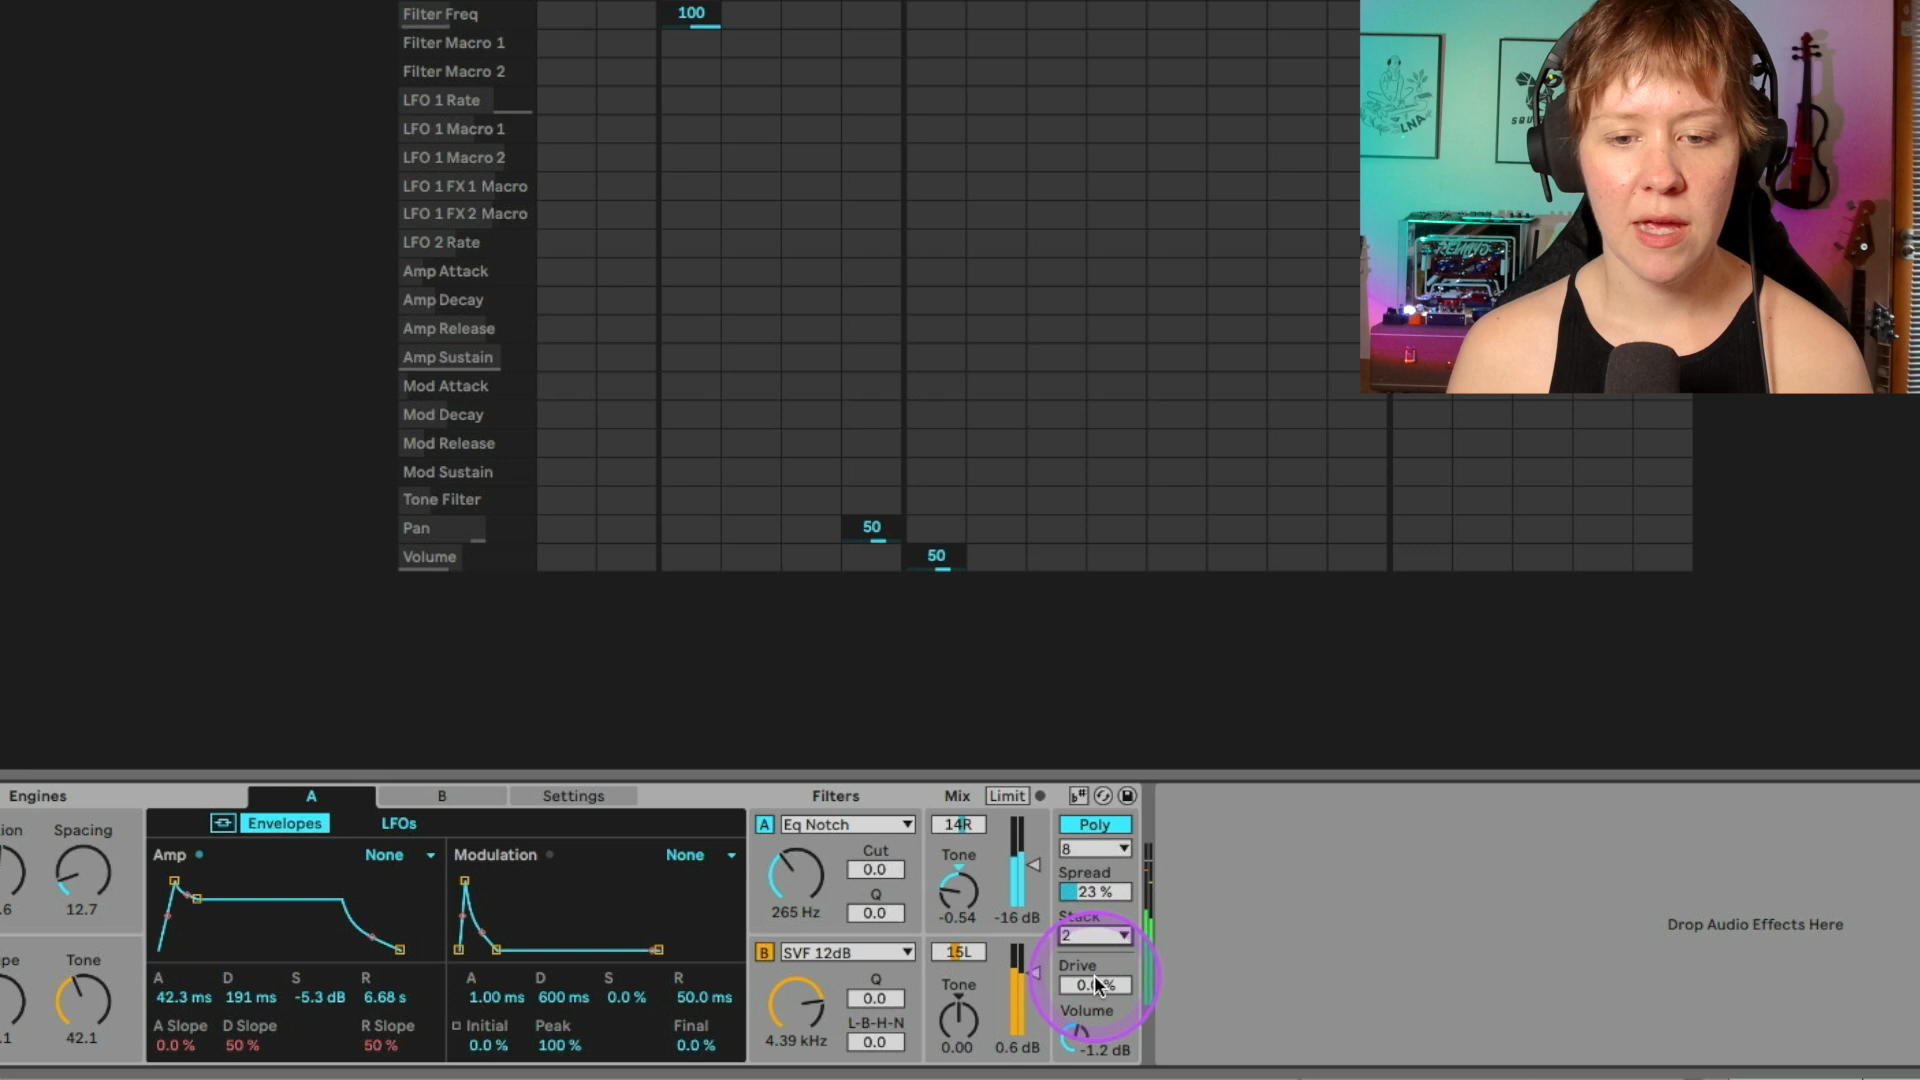 Filter Freq 100
Filter Macro 1
Filter Macro 2
LFO 1 Rate
LFO 1 Macro 1
LFO 1 Macro 2
LFO 1 FX 1 Macro
LFO 1 FX 2 Macro
LFO 2 Rate
Amp Attack
Amp Decay
Amp Release
Amp Sustain
Mod Attack
Mod Decay
Mod Release
Mod Sustain
Tone Filter
Pan 50
Volume 50
LNA
SQU
REWIND
Engines A B Settings Filters Mix Limit
Envelopes LFOs A Eq Notch 14R Poly
Spacing
Amp None Modulation None Cut Tone 8
0.0 Spread
23 %
Q
12.7 265 Hz 0.0 -0.54 -16 dB Stack
2
B SVF 12dB 15L
Tone Drive
A D S R A D S R Q Tone 0.0 %
42.3 ms 191 ms -5.3 dB 6.68 s 1.00 ms 600 ms 0.0 % 50.0 ms 0.0
Volume
A Slope D Slope R Slope Initial Peak Final L-B-H-N
42.1 0.0 % 50 % 50 % 0.0 % 100 % 0.0 % 4.39 kHz 0.0 0.00 0.6 dB -1.2 dB
Drop Audio Effects Here